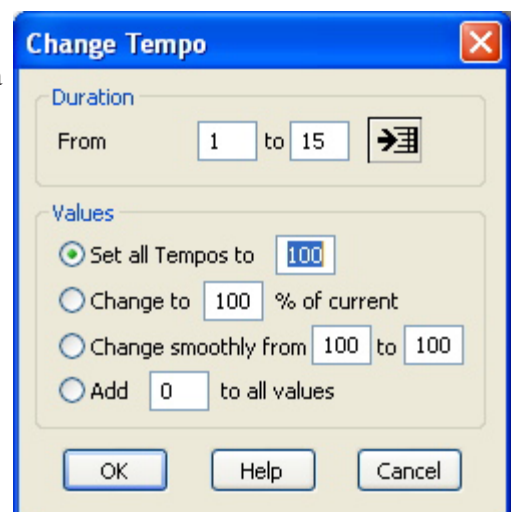 Change Tempo
Duration
From 1 to 15
Values
Set all Tempos to 100
Change to 100 % of current
Change smoothly from 100 to 100
Add 0 to all values
OK Help Cancel